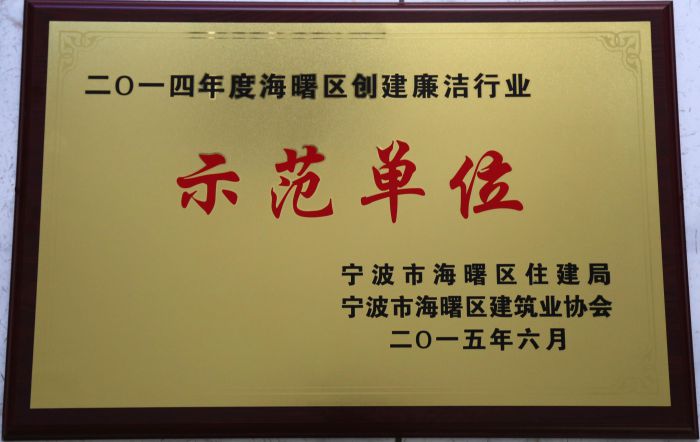 二〇一四年度海曙区创建廉洁行业
示范单位
宁波市海曙区住建局
宁波市海曙区建筑业协会
二〇一五年六月